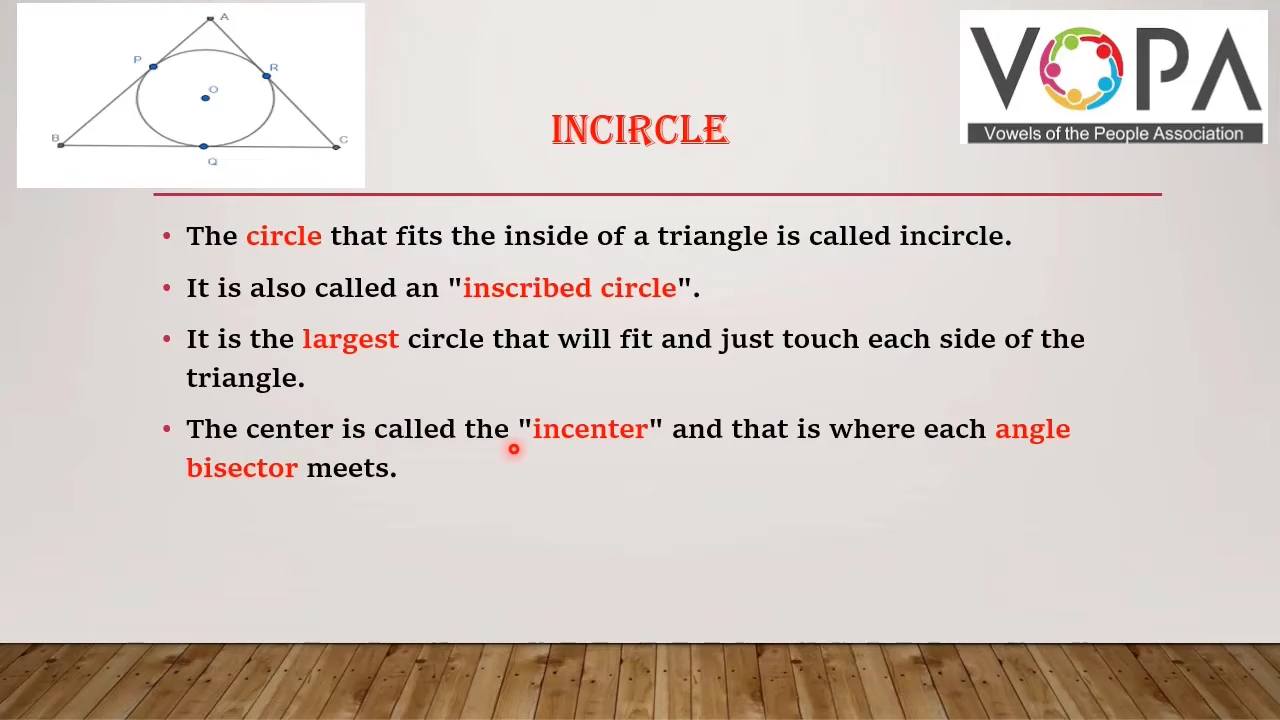 A
P
R
O
B
C
Q
VOPA
Vowels of the People Association
INCIRCLE
• The circle that fits the inside of a triangle is called incircle.
• It is also called an "inscribed circle".
• It is the largest circle that will fit and just touch each side of the
triangle.
• The center is called the "incenter" and that is where each angle
bisector meets.